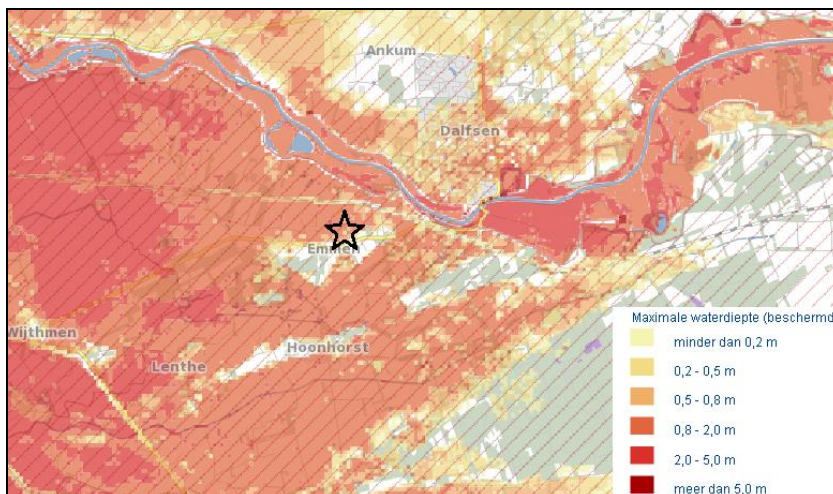 Ankum
Dalfsen
Emmen
Wijthmen
Hoonhorst
Lenthe
Maximale waterdiepte (beschermd
minder dan 0,2 m
0,2 - 0,5 m
0,5 - 0,8 m
0,8 - 2,0 m
2,0 - 5,0 m
meer dan 5,0 m